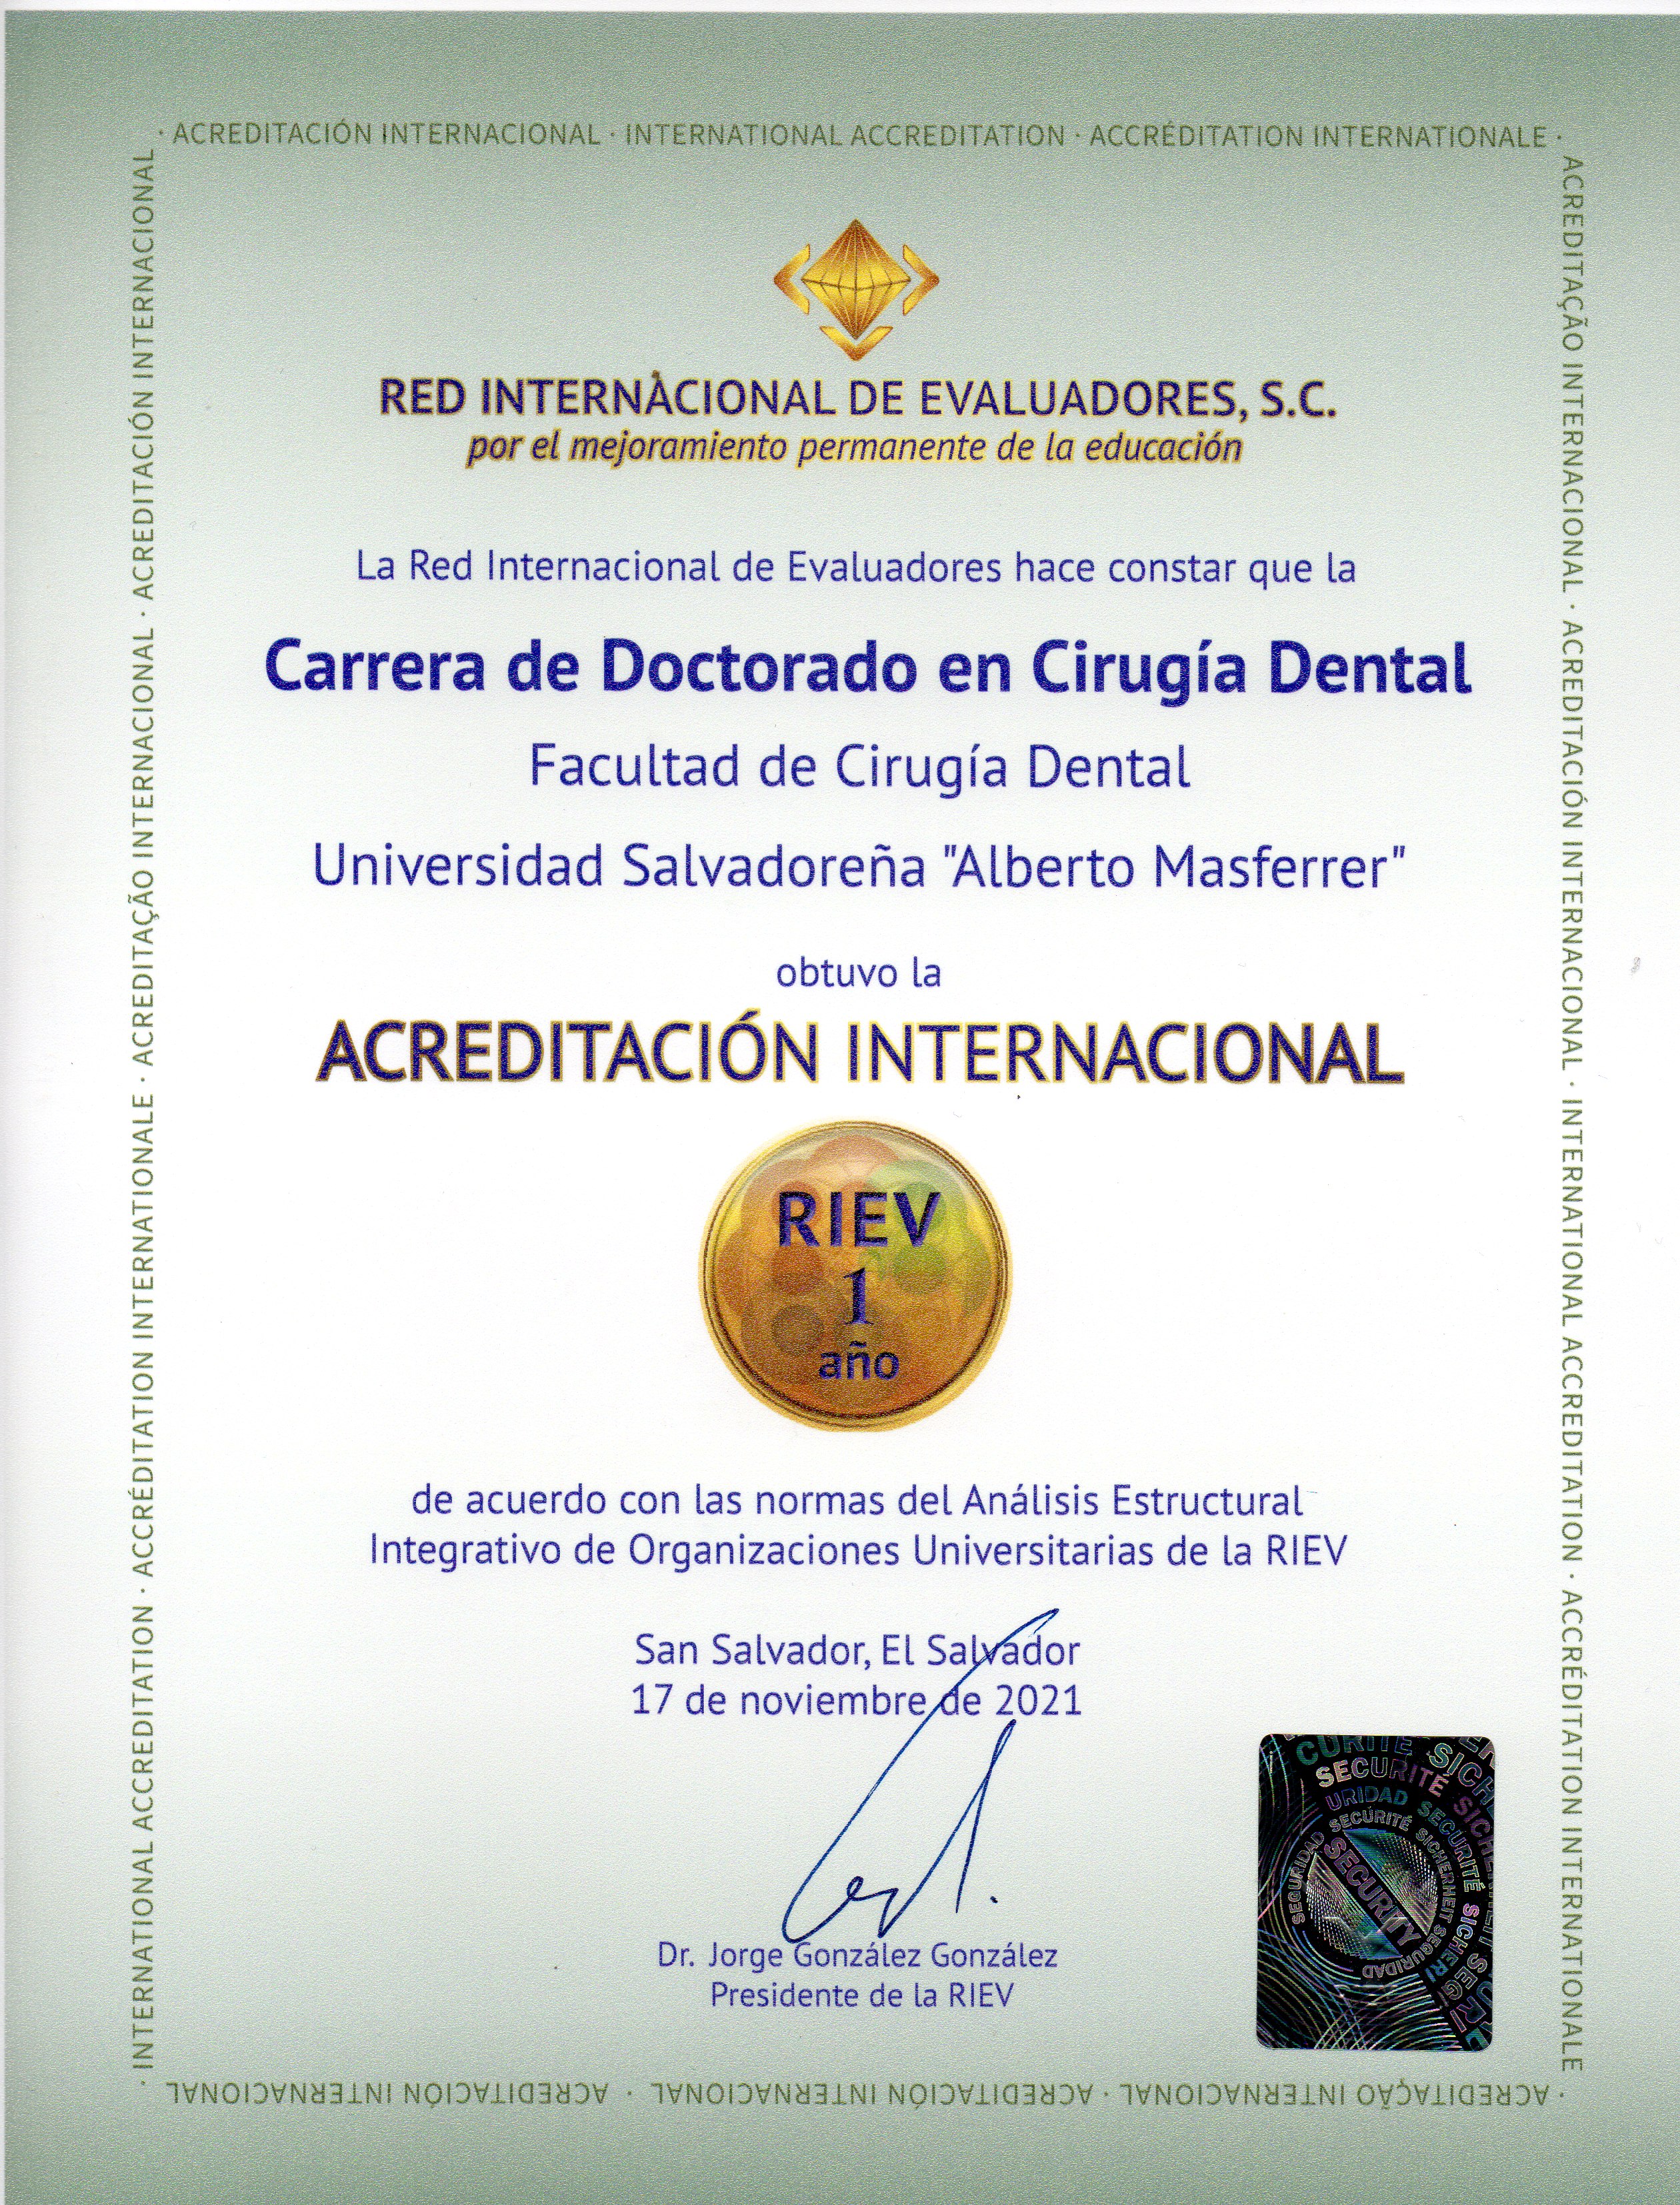 · ACREDITACIÓN INTERNACIONAL · INTERNATIONAL ACCREDITATION · ACCRÉDITATION INTERNATIONALE ·
RED INTERNACIONAL DE EVALUADORES, S.C.
por el mejoramiento permanente de la educación
La Red Internacional de Evaluadores hace constar que la
Carrera de Doctorado en Cirugía Dental
Facultad de Cirugía Dental
Universidad Salvadoreña "Alberto Masferrer"
obtuvo la
ACREDITACIÓN INTERNACIONAL
RIEV
1
año
de acuerdo con las normas del Análisis Estructural
Integrativo de Organizaciones Universitarias de la RIEV
San Salvador, El Salvador
17 de noviembre de 2021
Dr. Jorge González González
Presidente de la RIEV
ACREDITAÇÃO INTERNACIONAL · ACREDITACIÓN INTERNACIONAL · INTERNATIONAL ACCREDITATION · ACCRÉDITATION INTERNATIONALE
· ACREDITAÇÃO INTERNACIONAL · ACREDITACIÓN INTERNACIONAL · ACREDITACIÓN INTERNACIONAL
· INTERNATIONAL ACCREDITATION · ACCRÉDITATION INTERNATIONALE · ACREDITAÇÃO INTERNACIONAL · ACREDITACIÓN INTERNACIONAL
SECURITÉ
SECURITÉ
SECURITY
SEGURIDAD
SICHERHEIT
SEGURIDAD